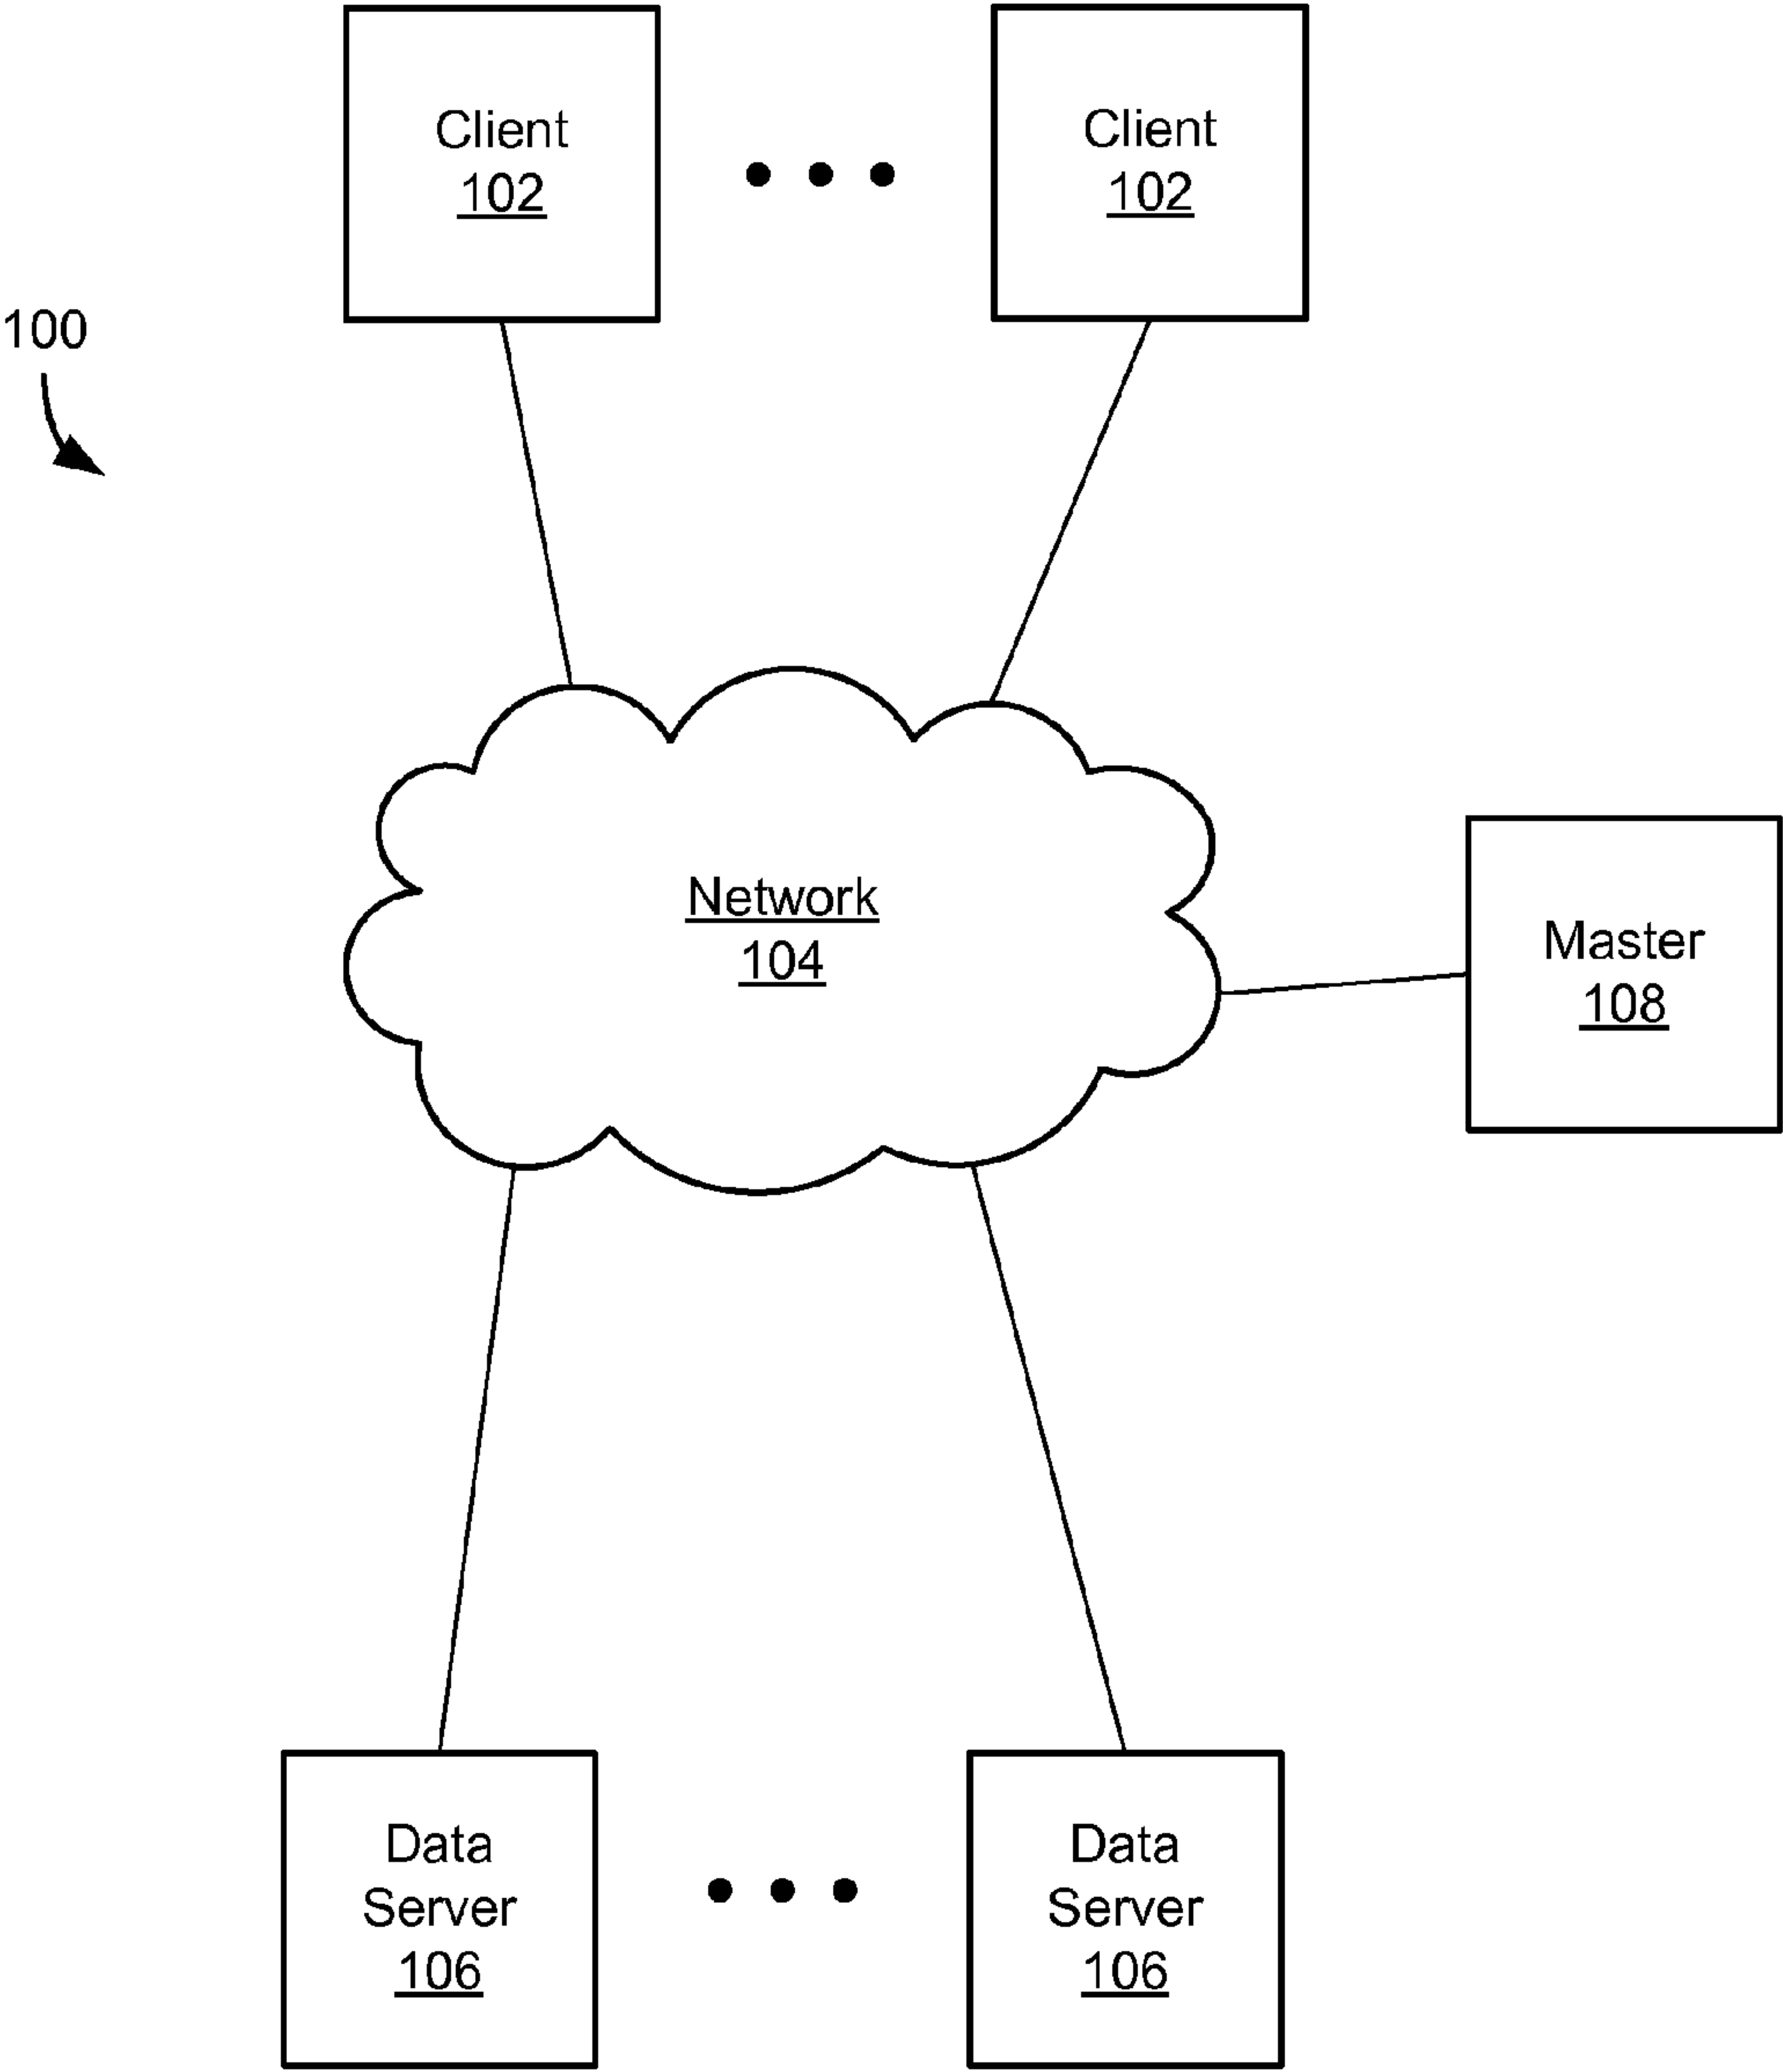 Client
102
Client
102
100
Network
104
Master
108
Data
Server
106
Data
Server
106